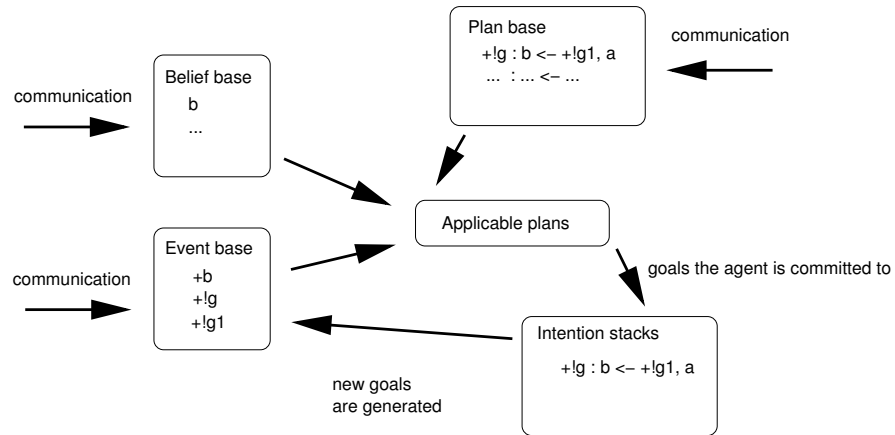 Plan base
+!g : b <− +!g1, a
... : ... <− ...
communication
Belief base
b
...
communication
Applicable plans
Event base
+b
+!g
+!g1
communication
goals the agent is committed to
Intention stacks
+!g : b <− +!g1, a
new goals
are generated